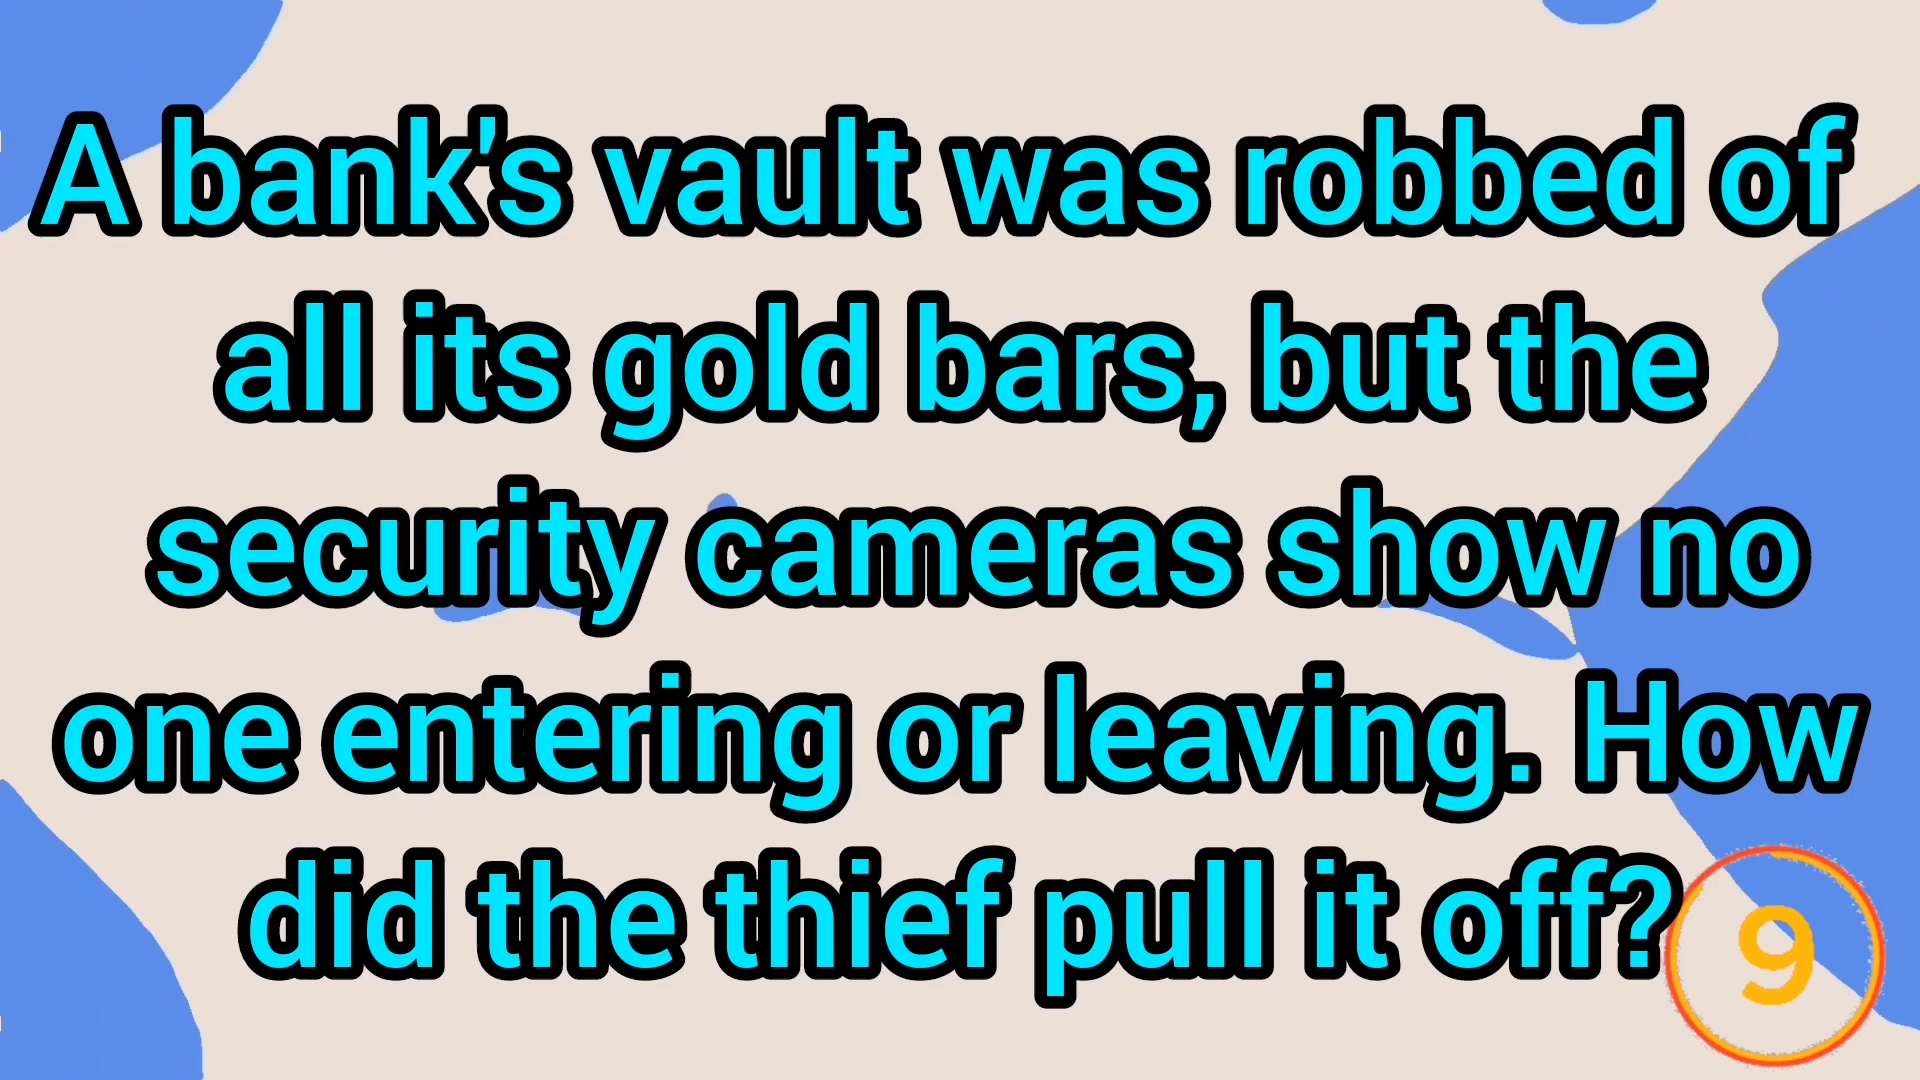 A bank's vault was robbed of
all its gold bars, but the
security cameras show no
one entering or leaving. How
did the thief pull it off?
9